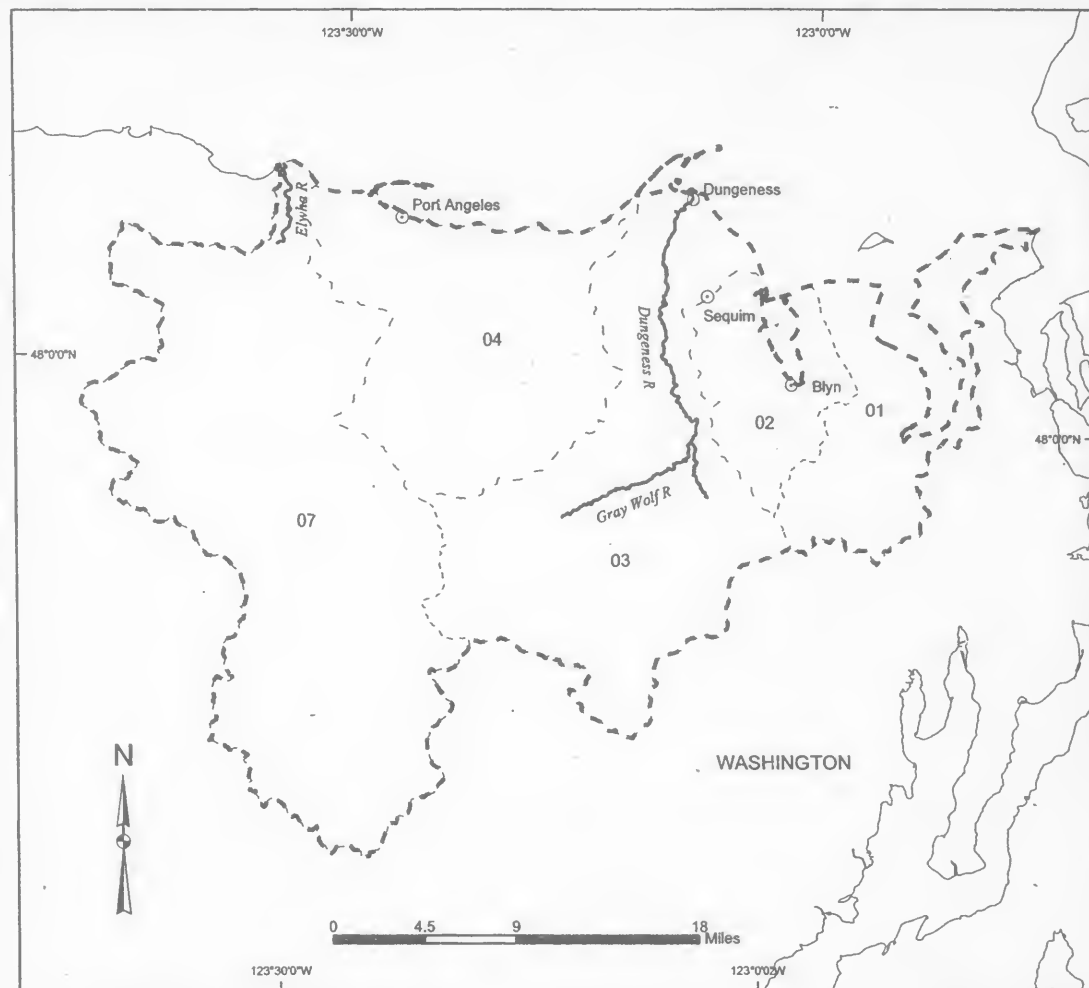 123°30'0"W
123°0'0"W
Elwha R
Port Angeles
Dungeness
Dungeness R
Sequim
04
48°0'0"N
Blyn
02
01
48°0'0"N
Gray Wolf R
07
03
N
WASHINGTON
0 4.5 9 18
Miles
123°30'0"W
123°0'02"W